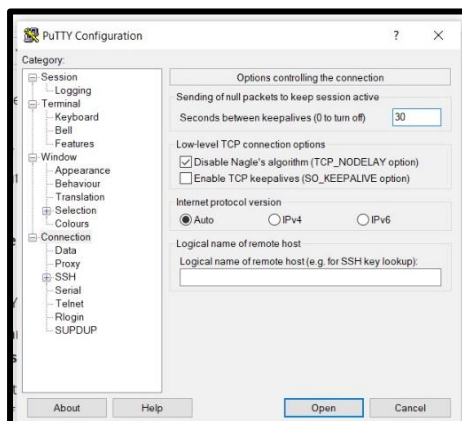 PuTTY Configuration
?
Category:
Session
Logging
Terminal
Keyboard
Bell
Features
Window
Appearance
Behaviour
Translation
Selection
Colours
Connection
Data
Proxy
SSH
Serial
Telnet
Rlogin
SUPDUP
Options controlling the connection
Sending of null packets to keep session active
Seconds between keepalives (0 to turn off) 30
Low-level TCP connection options
Disable Nagle's algorithm (TCP_NODELAY option)
Enable TCP keepalives (SO_KEEPALIVE option)
Internet protocol version
Auto IPv4 IPv6
Logical name of remote host
Logical name of remote host (e.g. for SSH key lookup):
About Help Open Cancel